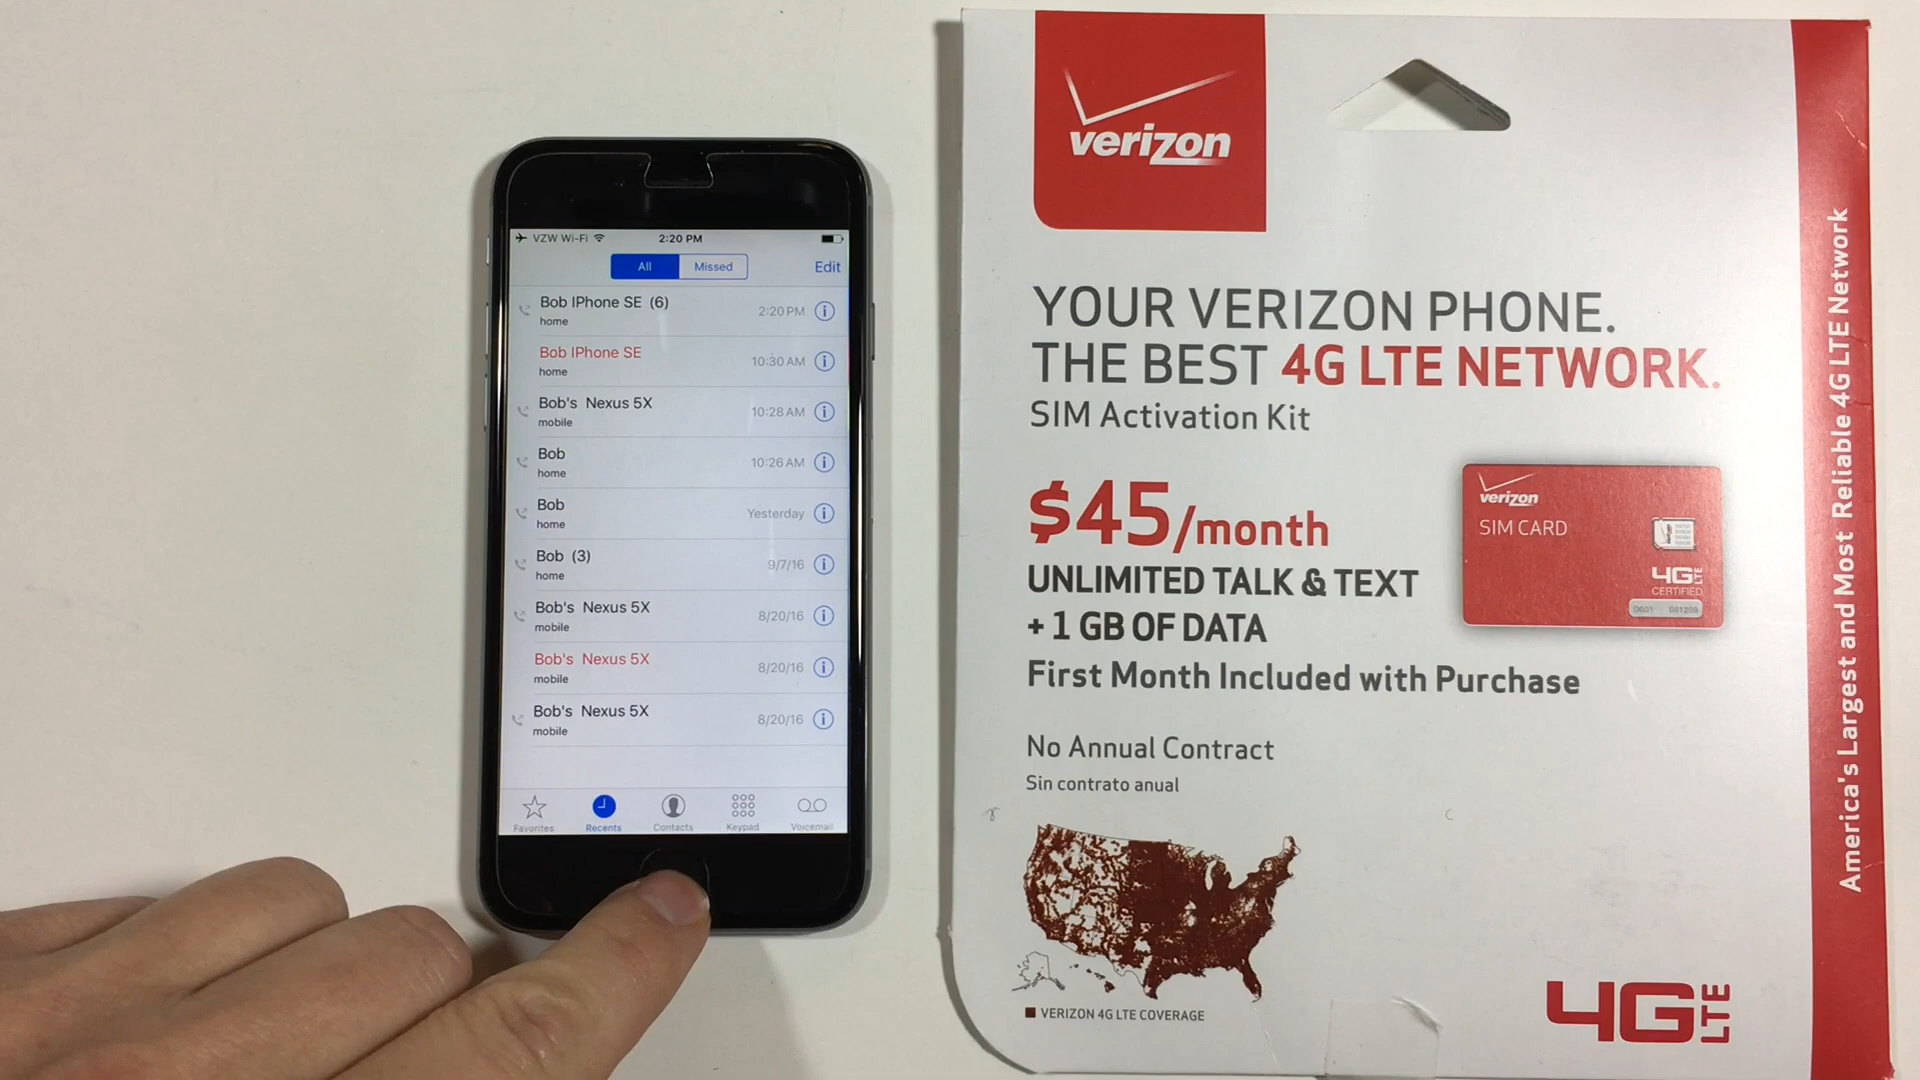 VZW Wi-Fi 2:20 PM
All Missed Edit
Bob IPhone SE (6)
home 2:20 PM
Bob IPhone SE
home 10:30 AM
Bob's Nexus 5X
mobile 10:28 AM
Bob
home 10:26 AM
Bob
home Yesterday
Bob (3)
home 9/7/16
Bob's Nexus 5X
mobile 8/20/16
Bob's Nexus 5X
mobile 8/20/16
Bob's Nexus 5X
mobile 8/20/16
Favorites Recents Contacts Keypad Voicemail
verizon
YOUR VERIZON PHONE.
THE BEST 4G LTE NETWORK.
SIM Activation Kit
$45/month
UNLIMITED TALK & TEXT
+ 1 GB OF DATA
First Month Included with Purchase
No Annual Contract
Sin contrato anual
VERIZON 4G LTE COVERAGE
verizon
SIM CARD
4G LTE
CERTIFIED
4G LTE
America's Largest and Most Reliable 4G LTE Network